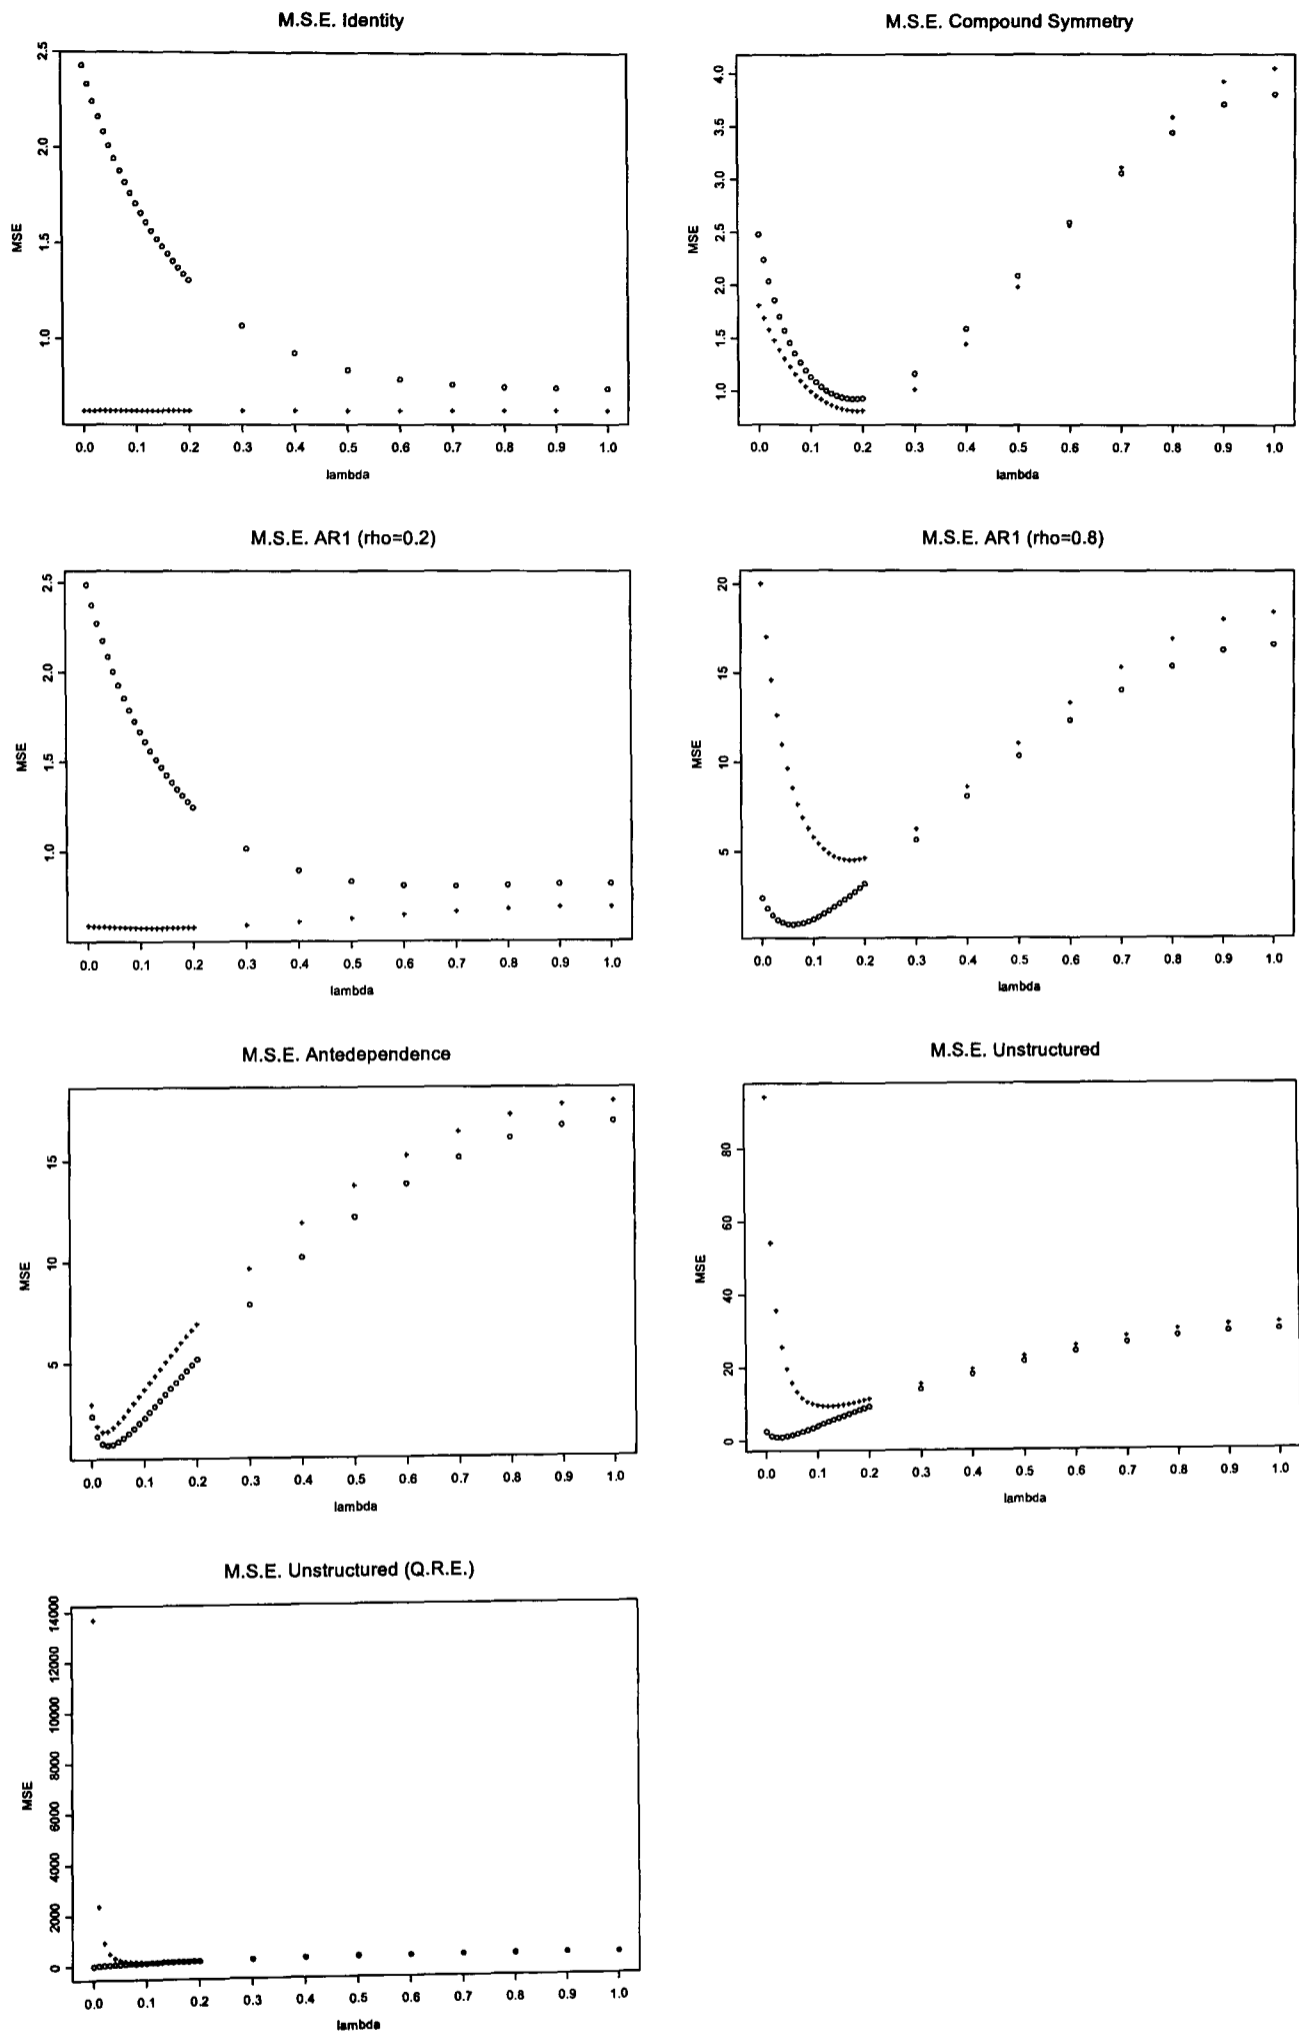 M.S.E. Identity
2.5
2.0
1.5
1.0
MSE
0.0 0.1 0.2 0.3 0.4 0.5 0.6 0.7 0.8 0.9 1.0
lambda
M.S.E. Compound Symmetry
4.0
3.5
3.0
2.5
2.0
1.5
1.0
MSE
0.0 0.1 0.2 0.3 0.4 0.5 0.6 0.7 0.8 0.9 1.0
lambda
M.S.E. AR1 (rho=0.2)
2.5
2.0
1.5
1.0
MSE
0.0 0.1 0.2 0.3 0.4 0.5 0.6 0.7 0.8 0.9 1.0
lambda
M.S.E. AR1 (rho=0.8)
20
15
10
5
MSE
0.0 0.1 0.2 0.3 0.4 0.5 0.6 0.7 0.8 0.9 1.0
lambda
M.S.E. Antedependence
15
10
5
MSE
0.0 0.1 0.2 0.3 0.4 0.5 0.6 0.7 0.8 0.9 1.0
lambda
M.S.E. Unstructured
80
60
40
20
0
MSE
0.0 0.1 0.2 0.3 0.4 0.5 0.6 0.7 0.8 0.9 1.0
lambda
M.S.E. Unstructured (Q.R.E.)
14000
12000
10000
8000
6000
4000
2000
0
MSE
0.0 0.1 0.2 0.3 0.4 0.5 0.6 0.7 0.8 0.9 1.0
lambda